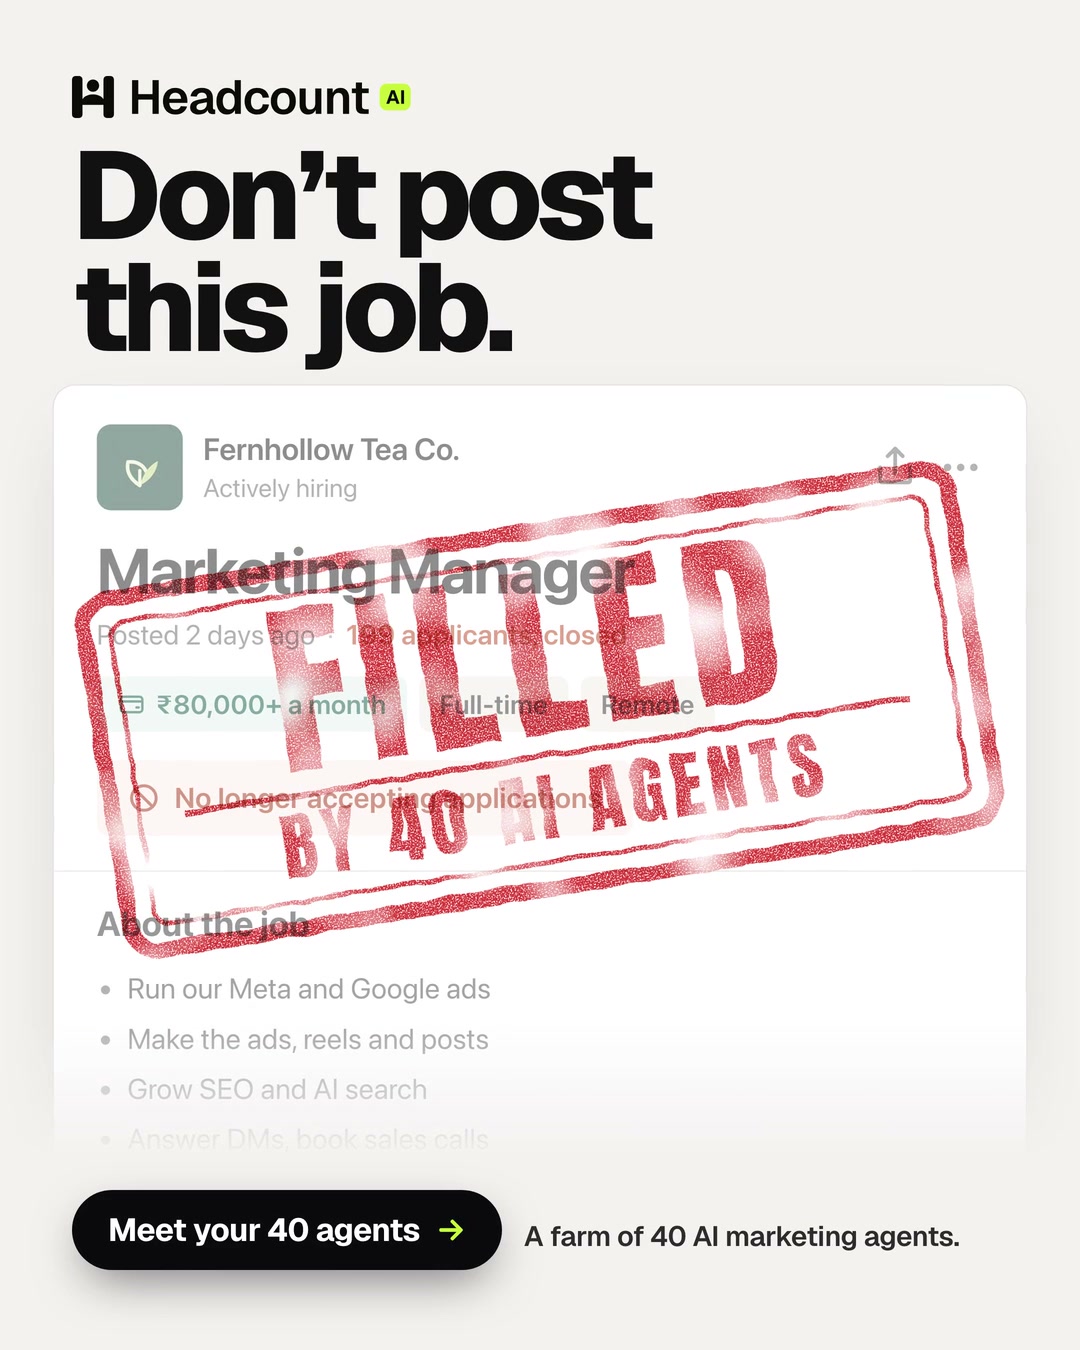 Headcount AI
Don’t post
this job.
Fernhollow Tea Co.
Actively hiring
Marketing Manager
Posted 2 days ago · 199 applicants, closed
₹80,000+ a month Full-time Remote
No longer accepting applications
FILLED
BY 40 AI AGENTS
About the job
• Run our Meta and Google ads
• Make the ads, reels and posts
• Grow SEO and AI search
• Answer DMs, book sales calls
Meet your 40 agents →
A farm of 40 AI marketing agents.